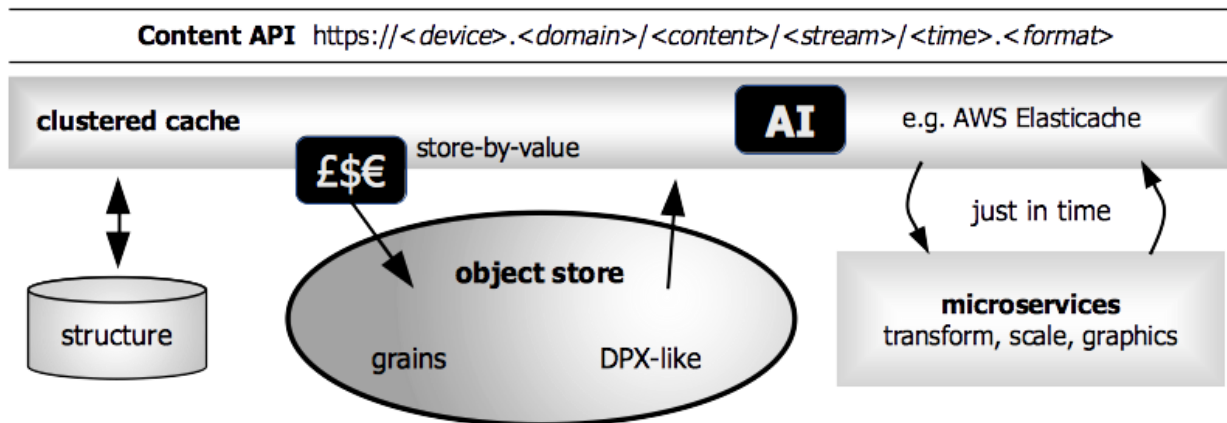 Content API https://<device>.<domain>/<content>/<stream>/<time>.<format>
clustered cache
AI
e.g. AWS Elasticache
£$€
store-by-value
just in time
object store
structure
grains
DPX-like
microservices
transform, scale, graphics